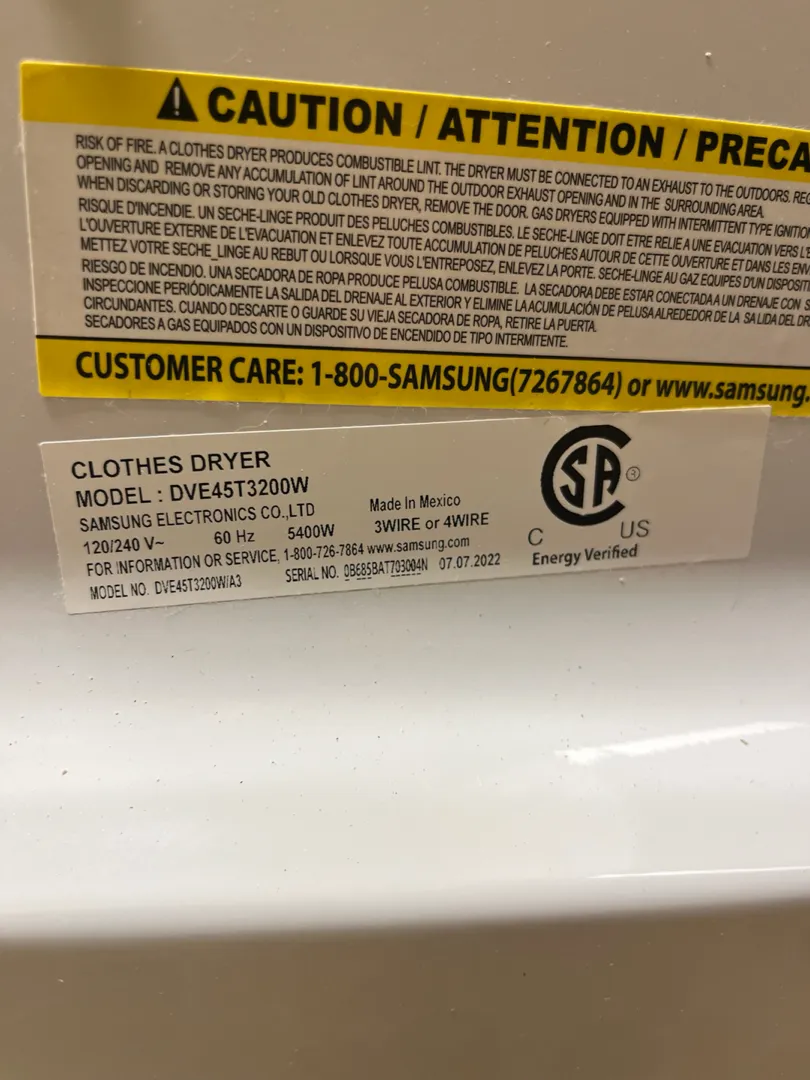 CAUTION / ATTENTION / PRECA
RISK OF FIRE. A CLOTHES DRYER PRODUCES COMBUSTIBLE LINT. THE DRYER MUST BE CONNECTED TO AN EXHAUST TO THE OUTDOORS. REG
OPENING AND REMOVE ANY ACCUMULATION OF LINT AROUND THE OUTDOOR EXHAUST OPENING AND IN THE SURROUNDING AREA.
WHEN DISCARDING OR STORING YOUR OLD CLOTHES DRYER, REMOVE THE DOOR. GAS DRYERS EQUIPPED WITH INTERMITTENT TYPE IGNITION
RISQUE D'INCENDIE. UN SECHE-LINGE PRODUIT DES PELUCHES COMBUSTIBLES. LE SECHE-LINGE DOIT ETRE RELIE A UNE EVACUATION VERS L'E
L'OUVERTURE EXTERNE DE L'EVACUATION ET ENLEVEZ TOUTE ACCUMULATION DE PELUCHES AUTOUR DE CETTE OUVERTURE ET DANS LES ENV
METTEZ VOTRE SECHE_LINGE AU REBUT OU LORSQUE VOUS L'ENTREPOSEZ, ENLEVEZ LA PORTE. SECHE-LINGE AU GAZ EQUIPES D'UN DISPOSITI
RIESGO DE INCENDIO. UNA SECADORA DE ROPA PRODUCE PELUSA COMBUSTIBLE. LA SECADORA DEBE ESTAR CONECTADA A UN DRENAJE CON S
INSPECCIONE PERIÓDICAMENTE LA SALIDA DEL DRENAJE AL EXTERIOR Y ELIMINE LA ACUMULACIÓN DE PELUSA ALREDEDOR DE LA SALIDA DEL DR
CIRCUNDANTES. CUANDO DESCARTE O GUARDE SU VIEJA SECADORA DE ROPA, RETIRE LA PUERTA.
SECADORES A GAS EQUIPADOS CON UN DISPOSITIVO DE ENCENDIDO DE TIPO INTERMITENTE.
CUSTOMER CARE: 1-800-SAMSUNG(7267864) or www.samsung.
CLOTHES DRYER
MODEL : DVE45T3200W
SAMSUNG ELECTRONICS CO.,LTD Made In Mexico
120/240 V~ 60 Hz 5400W 3WIRE or 4WIRE
FOR INFORMATION OR SERVICE, 1-800-726-7864 www.samsung.com
MODEL NO. DVE45T3200W/A3 SERIAL NO. 0B685BAT703004N 07.07.2022
SA ®
C US
Energy Verified